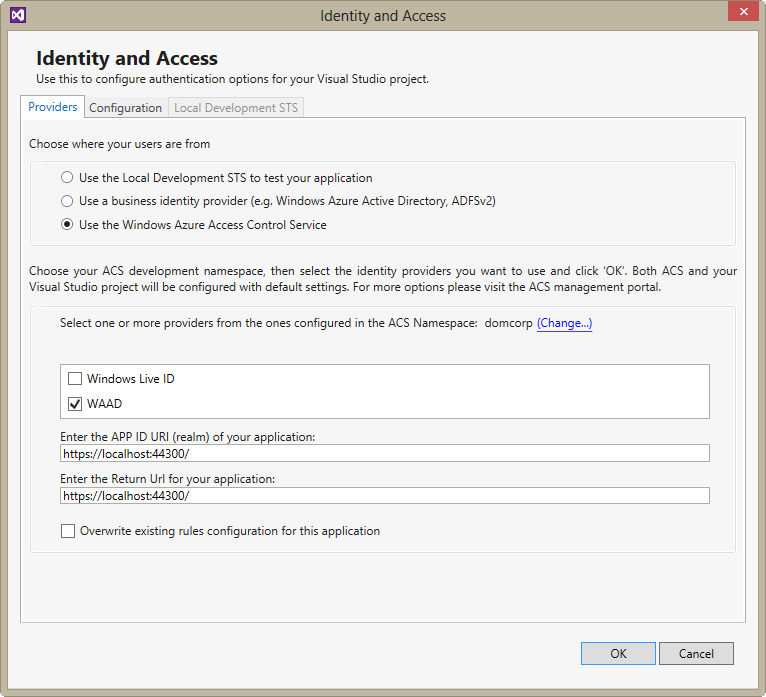 Identity and Access
Identity and Access
Use this to configure authentication options for your Visual Studio project.
Providers Configuration Local Development STS
Choose where your users are from
Use the Local Development STS to test your application
Use a business identity provider (e.g. Windows Azure Active Directory, ADFSv2)
Use the Windows Azure Access Control Service
Choose your ACS development namespace, then select the identity providers you want to use and click 'OK'. Both ACS and your
Visual Studio project will be configured with default settings. For more options please visit the ACS management portal.
Select one or more providers from the ones configured in the ACS Namespace: domcorp (Change...)
Windows Live ID
WAAD
Enter the APP ID URI (realm) of your application:
https://localhost:44300/
Enter the Return Url for your application:
https://localhost:44300/
Overwrite existing rules configuration for this application
OK Cancel